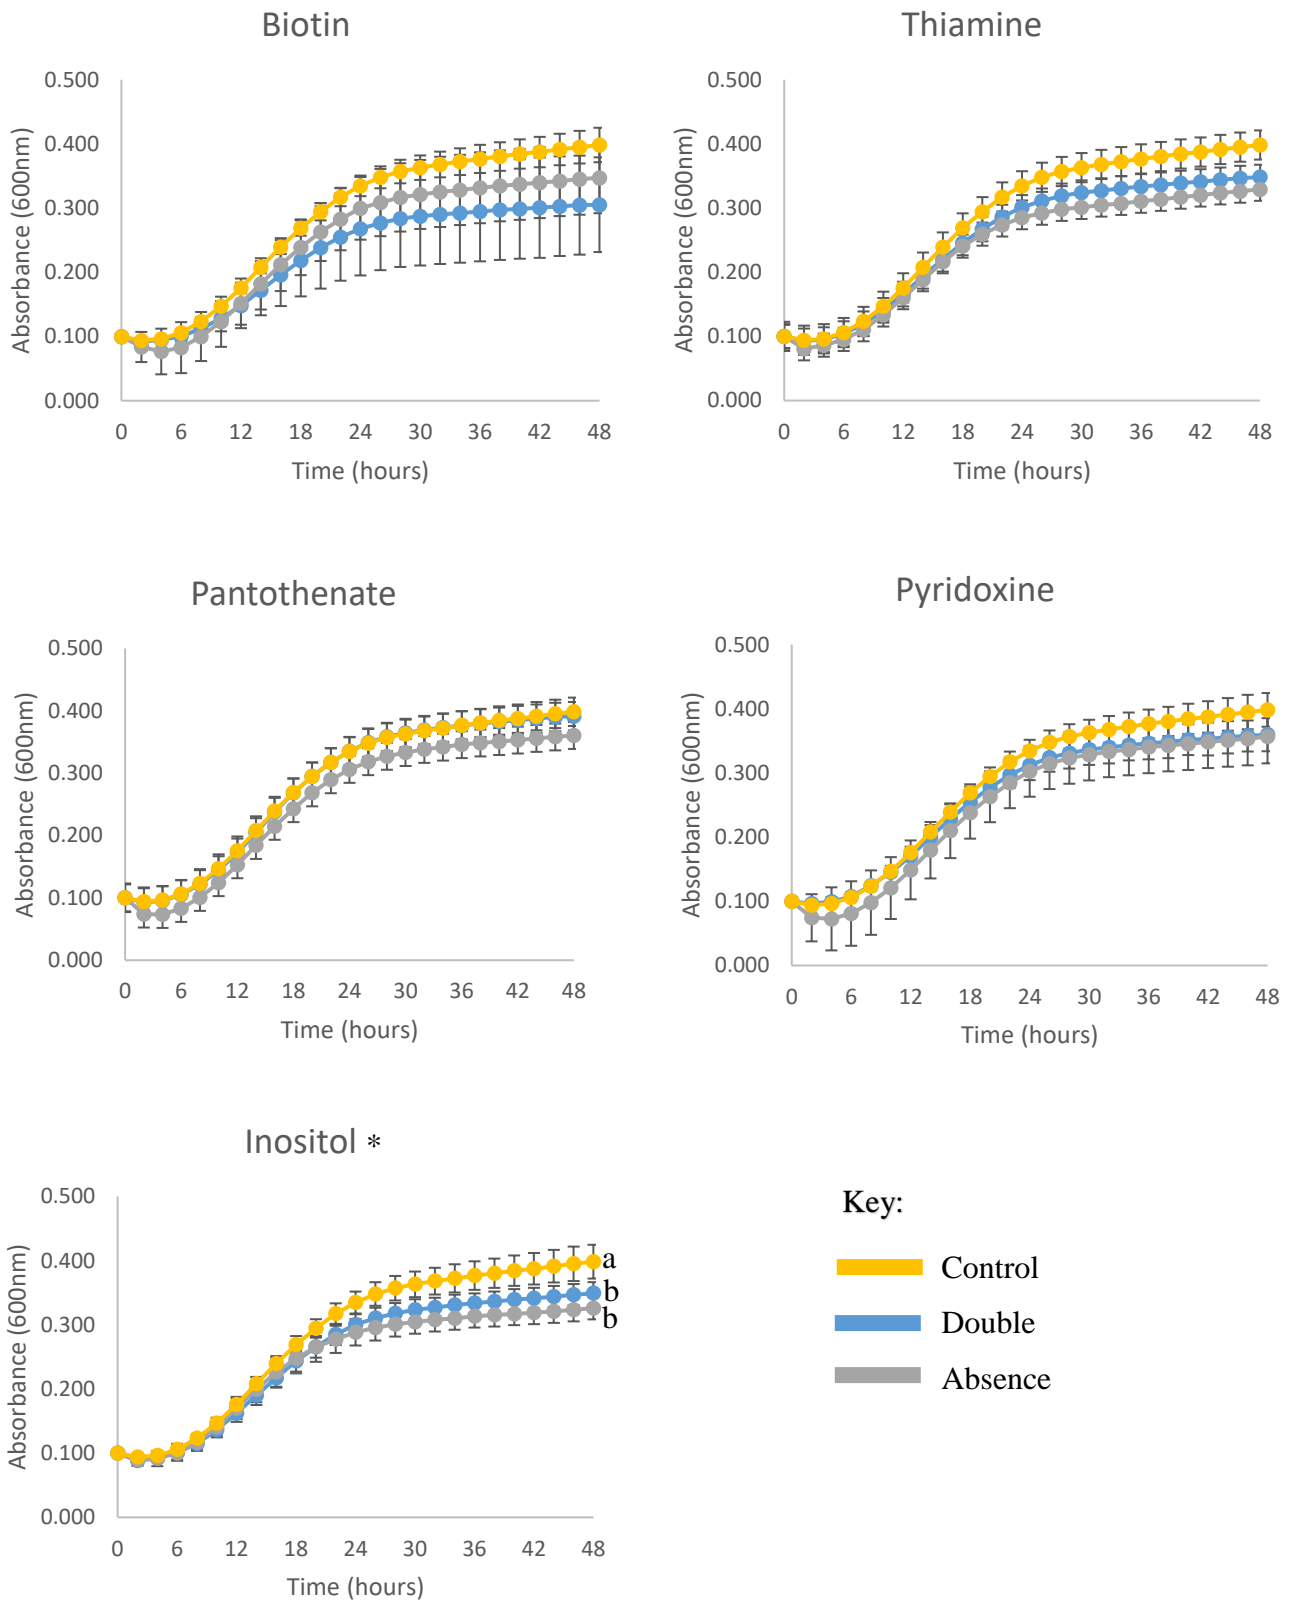 Biotin
Absorbance (600nm)
0.500
0.400
0.300
0.200
0.100
0.000
0 6 12 18 24 30 36 42 48
Time (hours)
Thiamine
Absorbance (600nm)
0.500
0.400
0.300
0.200
0.100
0.000
0 6 12 18 24 30 36 42 48
Time (hours)
Pantothenate
Absorbance (600nm)
0.500
0.400
0.300
0.200
0.100
0.000
0 6 12 18 24 30 36 42 48
Time (hours)
Pyridoxine
Absorbance (600nm)
0.500
0.400
0.300
0.200
0.100
0.000
0 6 12 18 24 30 36 42 48
Time (hours)
Inositol *
Absorbance (600nm)
0.500
0.400
0.300
0.200
0.100
0.000
a
b
b
0 6 12 18 24 30 36 42 48
Time (hours)
Key:
Control
Double
Absence